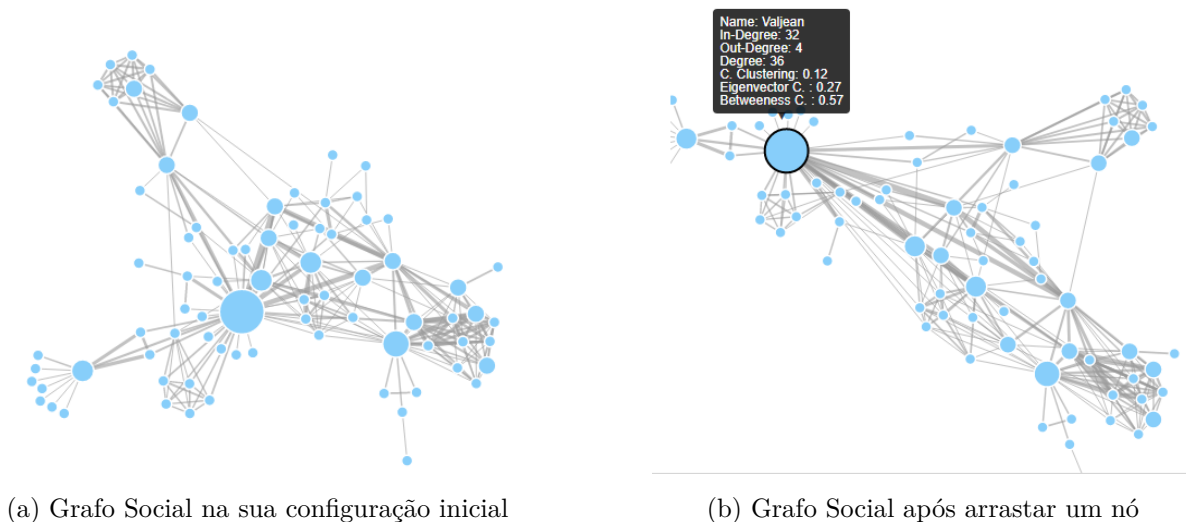 Name: Valjean
In-Degree: 32
Out-Degree: 4
Degree: 36
C. Clustering: 0.12
Eigenvector C. : 0.27
Betweeness C. : 0.57
(a) Grafo Social na sua configuração inicial
(b) Grafo Social após arrastar um nó